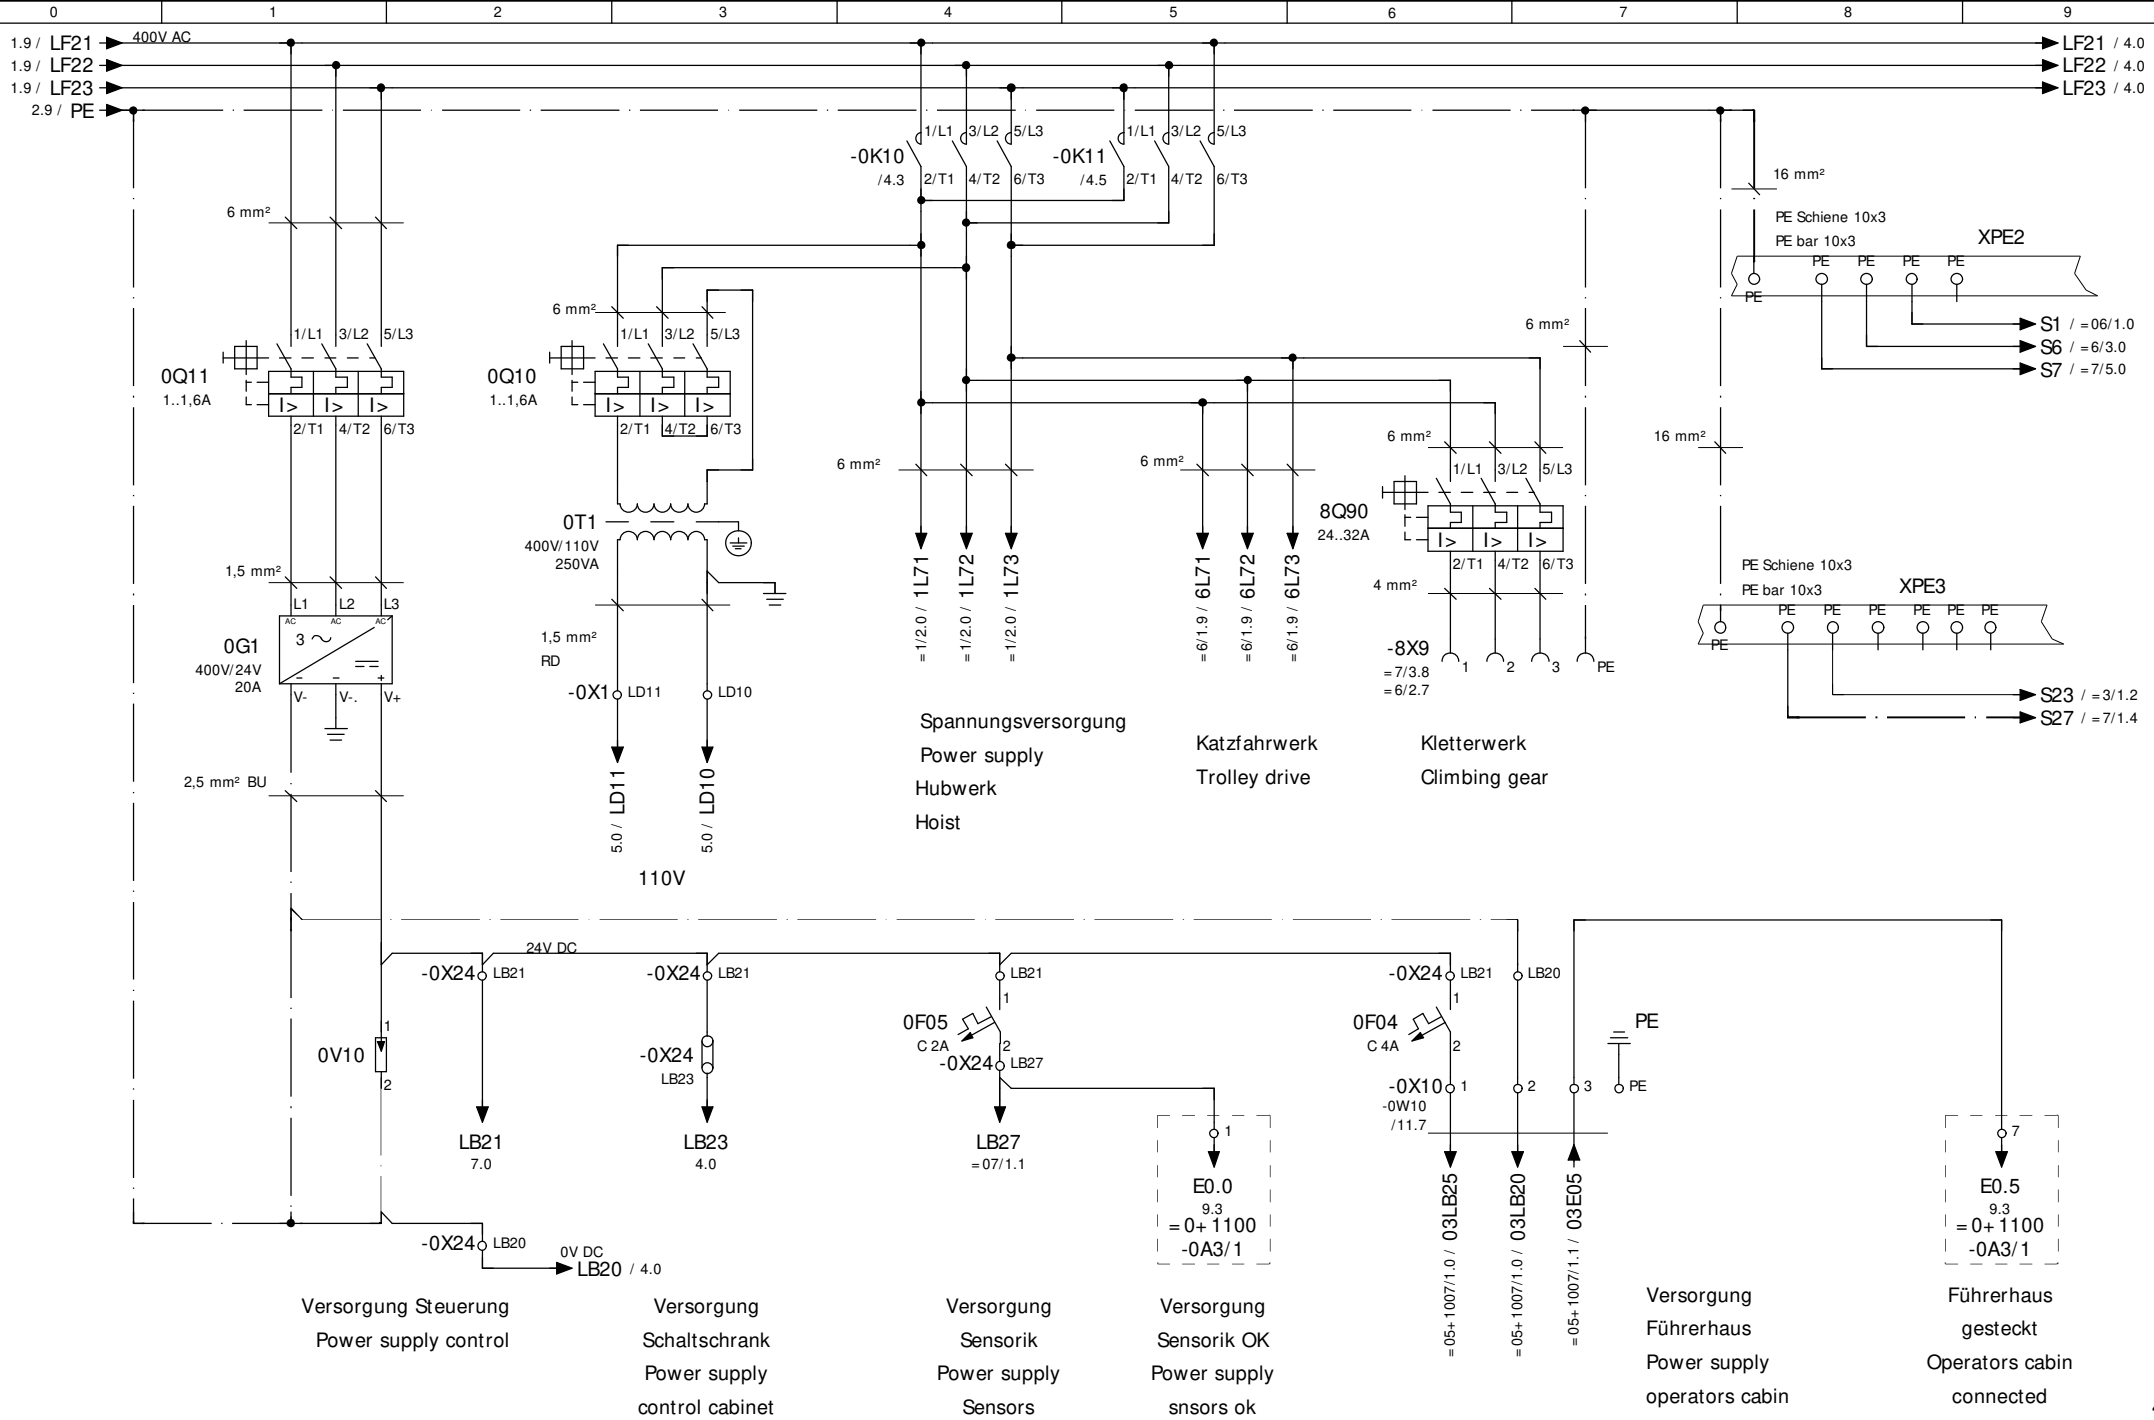 0 1 2 3 4 5 6 7 8 9
1.9 / LF21 400V AC LF21 / 4.0
1.9 / LF22 LF22 / 4.0
1.9 / LF23 LF23 / 4.0
2.9 / PE
1/L1 3/L2 5/L3 1/L1 3/L2 5/L3
-0K10 -0K11
/4.3 2/T1 4/T2 6/T3 /4.5 2/T1 4/T2 6/T3
16 mm²
6 mm²
PE Schiene 10x3
PE bar 10x3 XPE2
PE PE PE PE
PE
6 mm²
S1 / =06/1.0
S6 / =6/3.0
S7 / =7/5.0
6 mm²
1/L1 3/L2 5/L3 1/L1 3/L2 5/L3
0Q11 0Q10
1..1,6A 1..1,6A
I> I> I> I> I> I>
2/T1 4/T2 6/T3 2/T1 4/T2 6/T3
6 mm² 6 mm² 6 mm² 16 mm²
1/L1 3/L2 5/L3
8Q90
24..32A
I> I> I>
2/T1 4/T2 6/T3
4 mm²
0T1
400V/110V
250VA
=1/2.0 / 1L71
=1/2.0 / 1L72
=1/2.0 / 1L73
=6/1.9 / 6L71
=6/1.9 / 6L72
=6/1.9 / 6L73
PE Schiene 10x3
PE bar 10x3 XPE3
PE PE PE PE PE PE
PE
1,5 mm²
L1 L2 L3
AC AC AC
3
0G1
400V/24V
20A
- - +
V- V-. V+
1,5 mm²
RD
-0X1 LD11 LD10
-8X9 1 2 3 PE
=7/3.8
=6/2.7
S23 / =3/1.2
S27 / =7/1.4
Spannungsversorgung
Power supply
Hubwerk
Hoist
Katzfahrwerk
Trolley drive
Kletterwerk
Climbing gear
2,5 mm² BU
5.0 / LD11
5.0 / LD10
110V
24V DC
-0X24 LB21 -0X24 LB21 LB21 -0X24 LB21 LB20
1 1
0F05 0F04
C 2A 2 C 4A 2
PE
1
0V10
2
-0X24
LB23
-0X24 LB27
-0X10 1 2 3 PE
-0W10
/11.7
LB21
7.0
LB23
4.0
LB27
=07/1.1
1
E0.0
9.3
=0+1100
-0A3/1
=05+1007/1.0 / 03LB25
=05+1007/1.0 / 03LB20
=05+1007/1.1 / 03E05
7
E0.5
9.3
=0+1100
-0A3/1
-0X24 LB20
0V DC
LB20 / 4.0
Versorgung Steuerung
Power supply control
Versorgung
Schaltschrank
Power supply
control cabinet
Versorgung
Sensorik
Power supply
Sensors
Versorgung
Sensorik OK
Power supply
snsors ok
Versorgung
Führerhaus
Power supply
operators cabin
Führerhaus
gesteckt
Operators cabin
connected